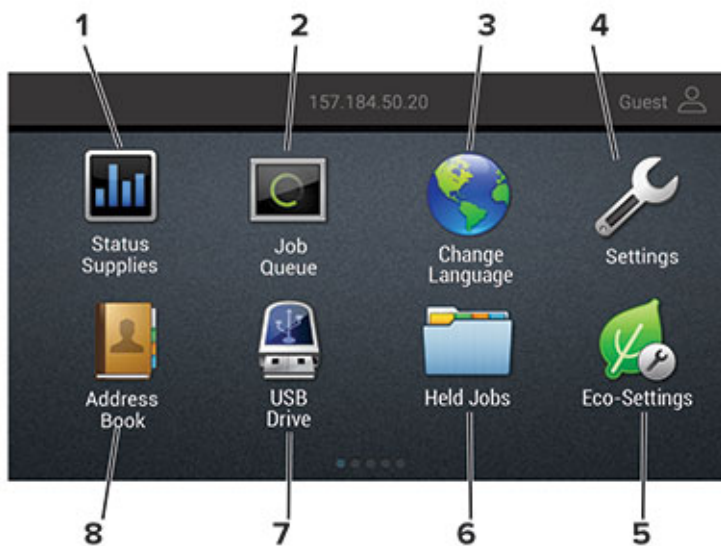 1 2 3 4
157.184.50.20 Guest
Status
Supplies
Job
Queue
Change
Language
Settings
Address
Book
USB
Drive
Held Jobs
Eco-Settings
8 7 6 5